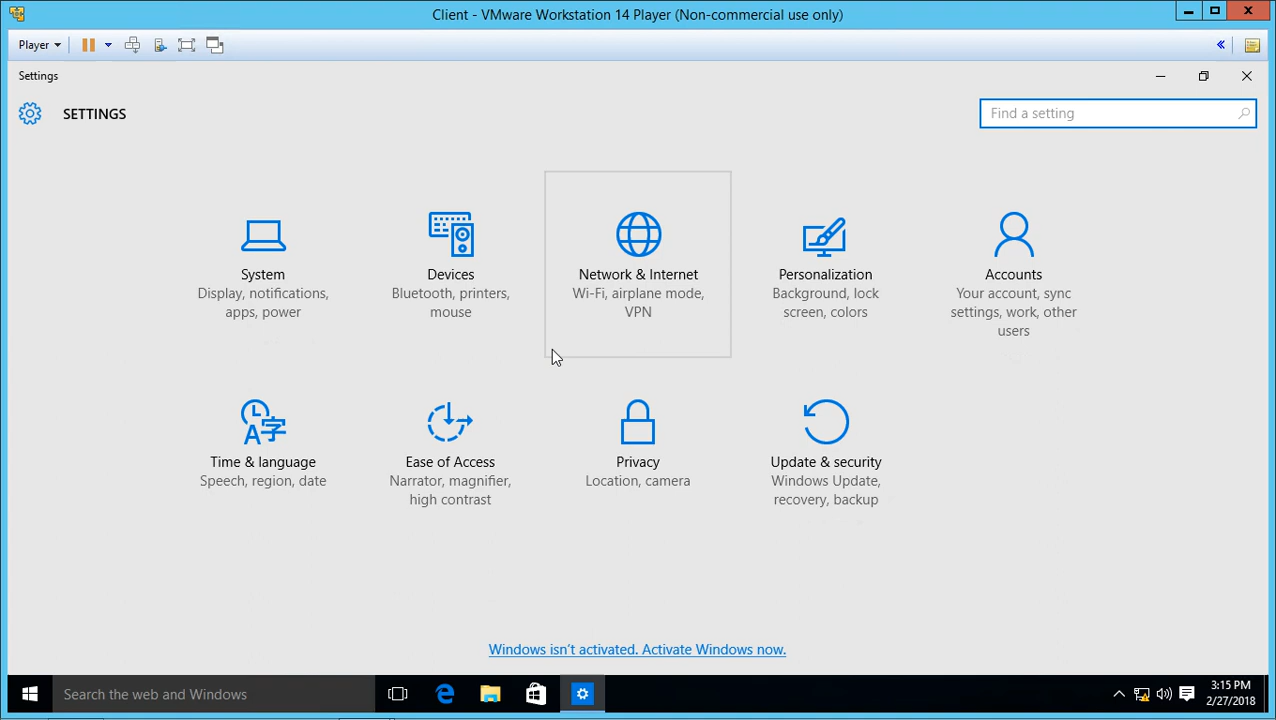 Client - VMware Workstation 14 Player (Non-commercial use only)
Player
Settings
SETTINGS
Find a setting
System
Display, notifications,
apps, power
Devices
Bluetooth, printers,
mouse
Network & Internet
Wi-Fi, airplane mode,
VPN
Personalization
Background, lock
screen, colors
Accounts
Your account, sync
settings, work, other
users
Time & language
Speech, region, date
Ease of Access
Narrator, magnifier,
high contrast
Privacy
Location, camera
Update & security
Windows Update,
recovery, backup
Windows isn't activated. Activate Windows now.
Search the web and Windows
3:15 PM
2/27/2018